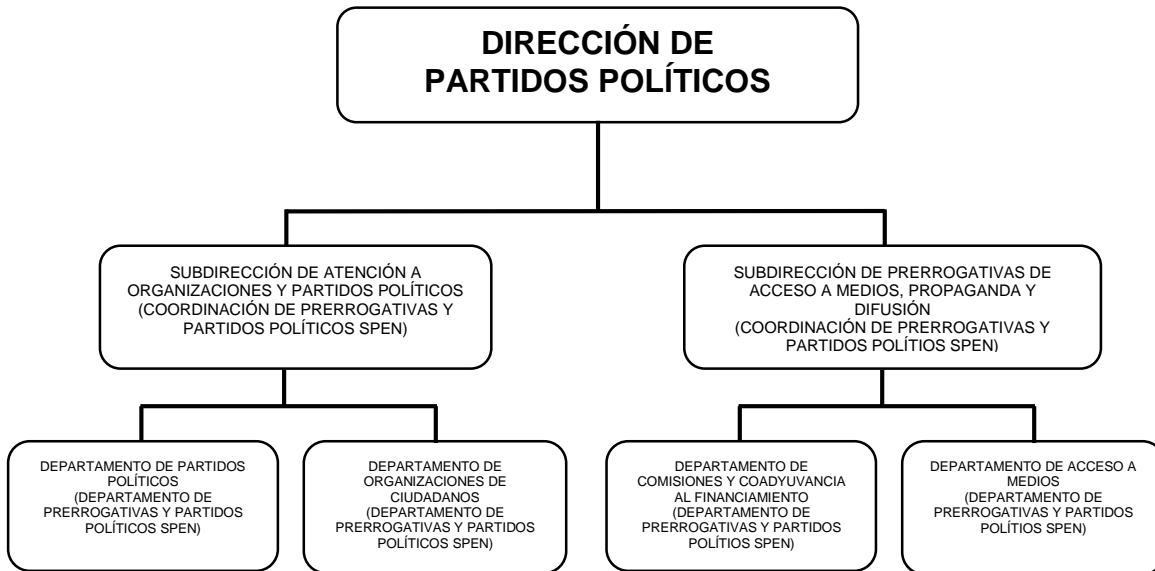 DIRECCIÓN DE
PARTIDOS POLÍTICOS
SUBDIRECCIÓN DE ATENCIÓN A
ORGANIZACIONES Y PARTIDOS POLÍTICOS
(COORDINACIÓN DE PRERROGATIVAS Y
PARTIDOS POLÍTICOS SPEN)
SUBDIRECCIÓN DE PRERROGATIVAS DE
ACCESO A MEDIOS, PROPAGANDA Y
DIFUSIÓN
(COORDINACIÓN DE PRERROGATIVAS Y
PARTIDOS POLÍTIOS SPEN)
DEPARTAMENTO DE PARTIDOS
POLÍTICOS
(DEPARTAMENTO DE
PRERROGATIVAS Y PARTIDOS
POLÍTICOS SPEN)
DEPARTAMENTO DE
ORGANIZACIONES DE
CIUDADANOS
(DEPARTAMENTO DE
PRERROGATIVAS Y PARTIDOS
POLÍTICOS SPEN)
DEPARTAMENTO DE
COMISIONES Y COADYUVANCIA
AL FINANCIAMIENTO
(DEPARTAMENTO DE
PRERROGATIVAS Y PARTIDOS
POLÍTIOS SPEN)
DEPARTAMENTO DE ACCESO A
MEDIOS
(DEPARTAMENTO DE
PRERROGATIVAS Y PARTIDOS
POLÍTIOS SPEN)